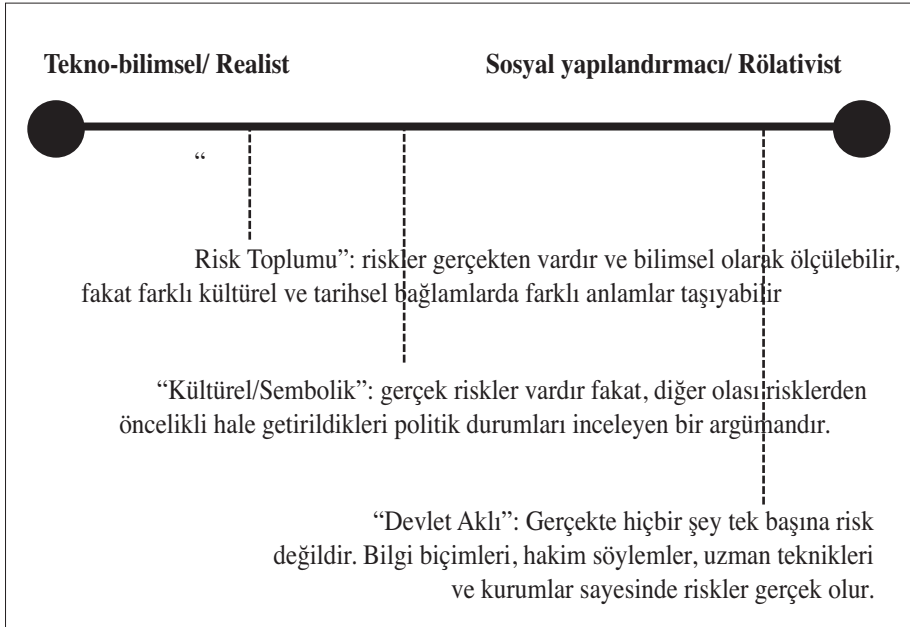 Tekno-bilimsel/ Realist Sosyal yapılandırmacı/ Rölativist
“
Risk Toplumu”: riskler gerçekten vardır ve bilimsel olarak ölçülebilir,
fakat farklı kültürel ve tarihsel bağlamlarda farklı anlamlar taşıyabilir
“Kültürel/Sembolik”: gerçek riskler vardır fakat, diğer olası risklerden
öncelikli hale getirildikleri politik durumları inceleyen bir argümandır.
“Devlet Aklı”: Gerçekte hiçbir şey tek başına risk
değildir. Bilgi biçimleri, hakim söylemler, uzman teknikleri
ve kurumlar sayesinde riskler gerçek olur.